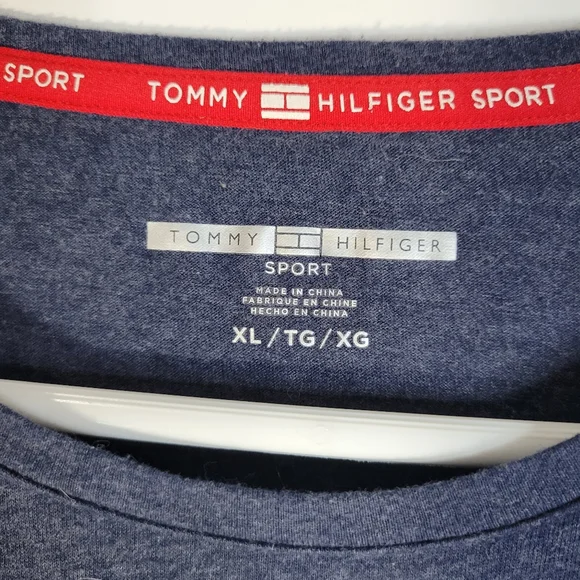 SPORT TOMMY HILFIGER SPORT
TOMMY HILFIGER
SPORT
MADE IN CHINA
FABRIQUE EN CHINE
HECHO EN CHINA
XL/TG/XG